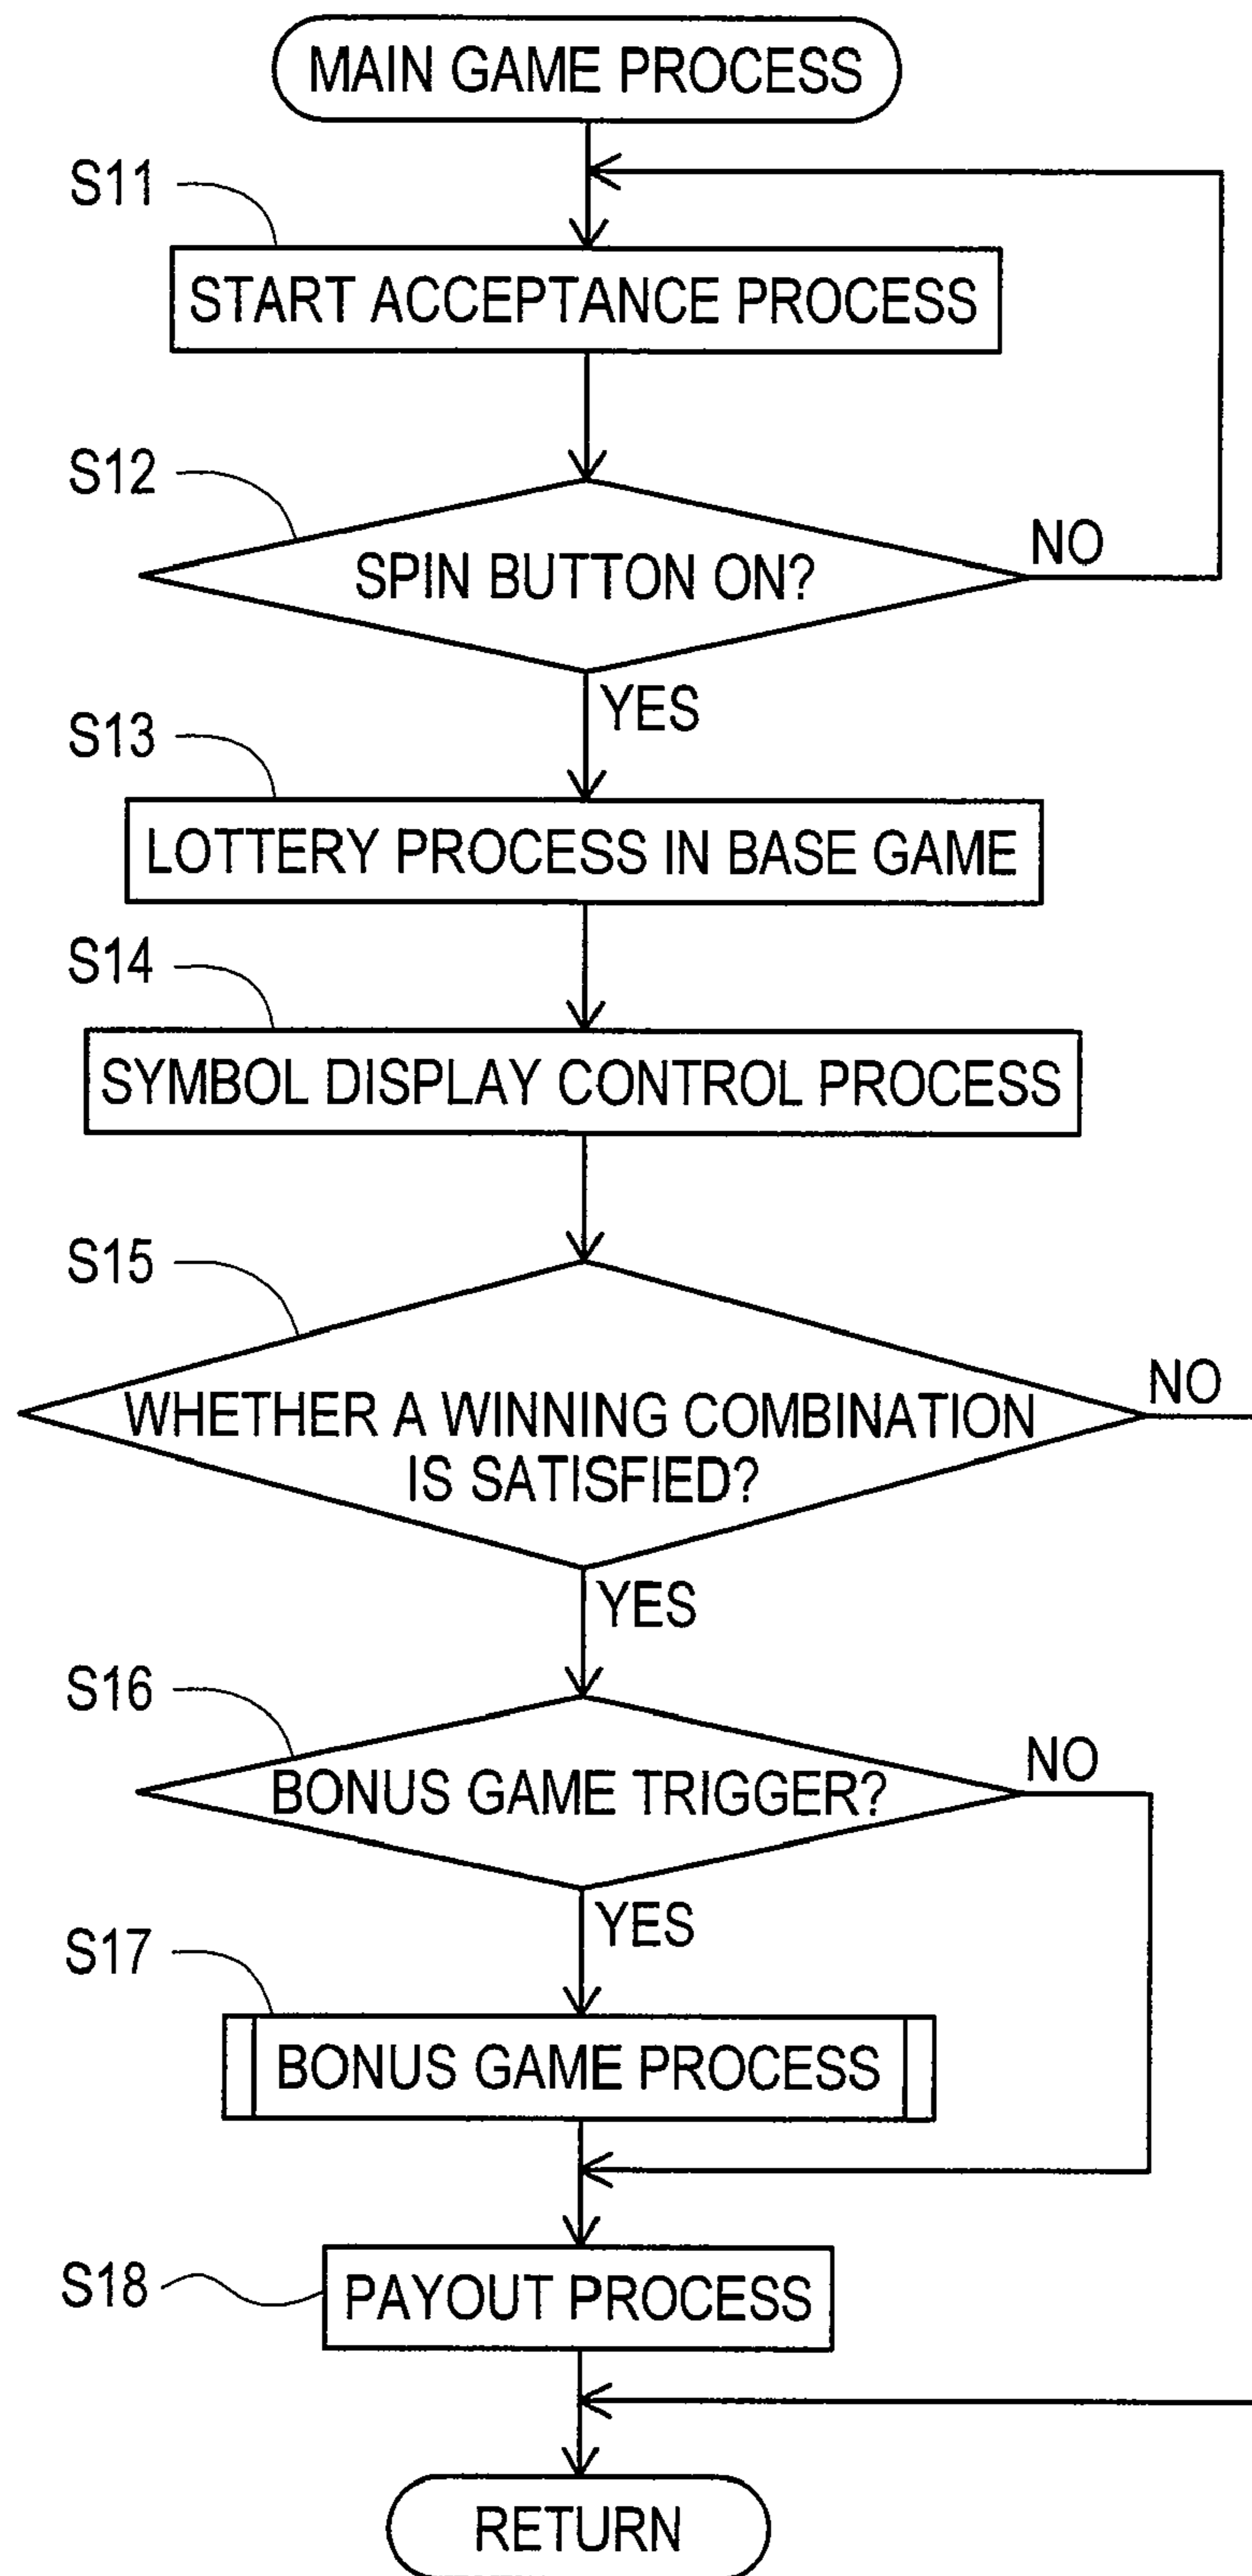 MAIN GAME PROCESS
S11
START ACCEPTANCE PROCESS
S12
SPIN BUTTON ON?
NO
YES
S13
LOTTERY PROCESS IN BASE GAME
S14
SYMBOL DISPLAY CONTROL PROCESS
S15
WHETHER A WINNING COMBINATION
IS SATISFIED?
NO
YES
S16
BONUS GAME TRIGGER?
NO
YES
S17
BONUS GAME PROCESS
S18
PAYOUT PROCESS
RETURN